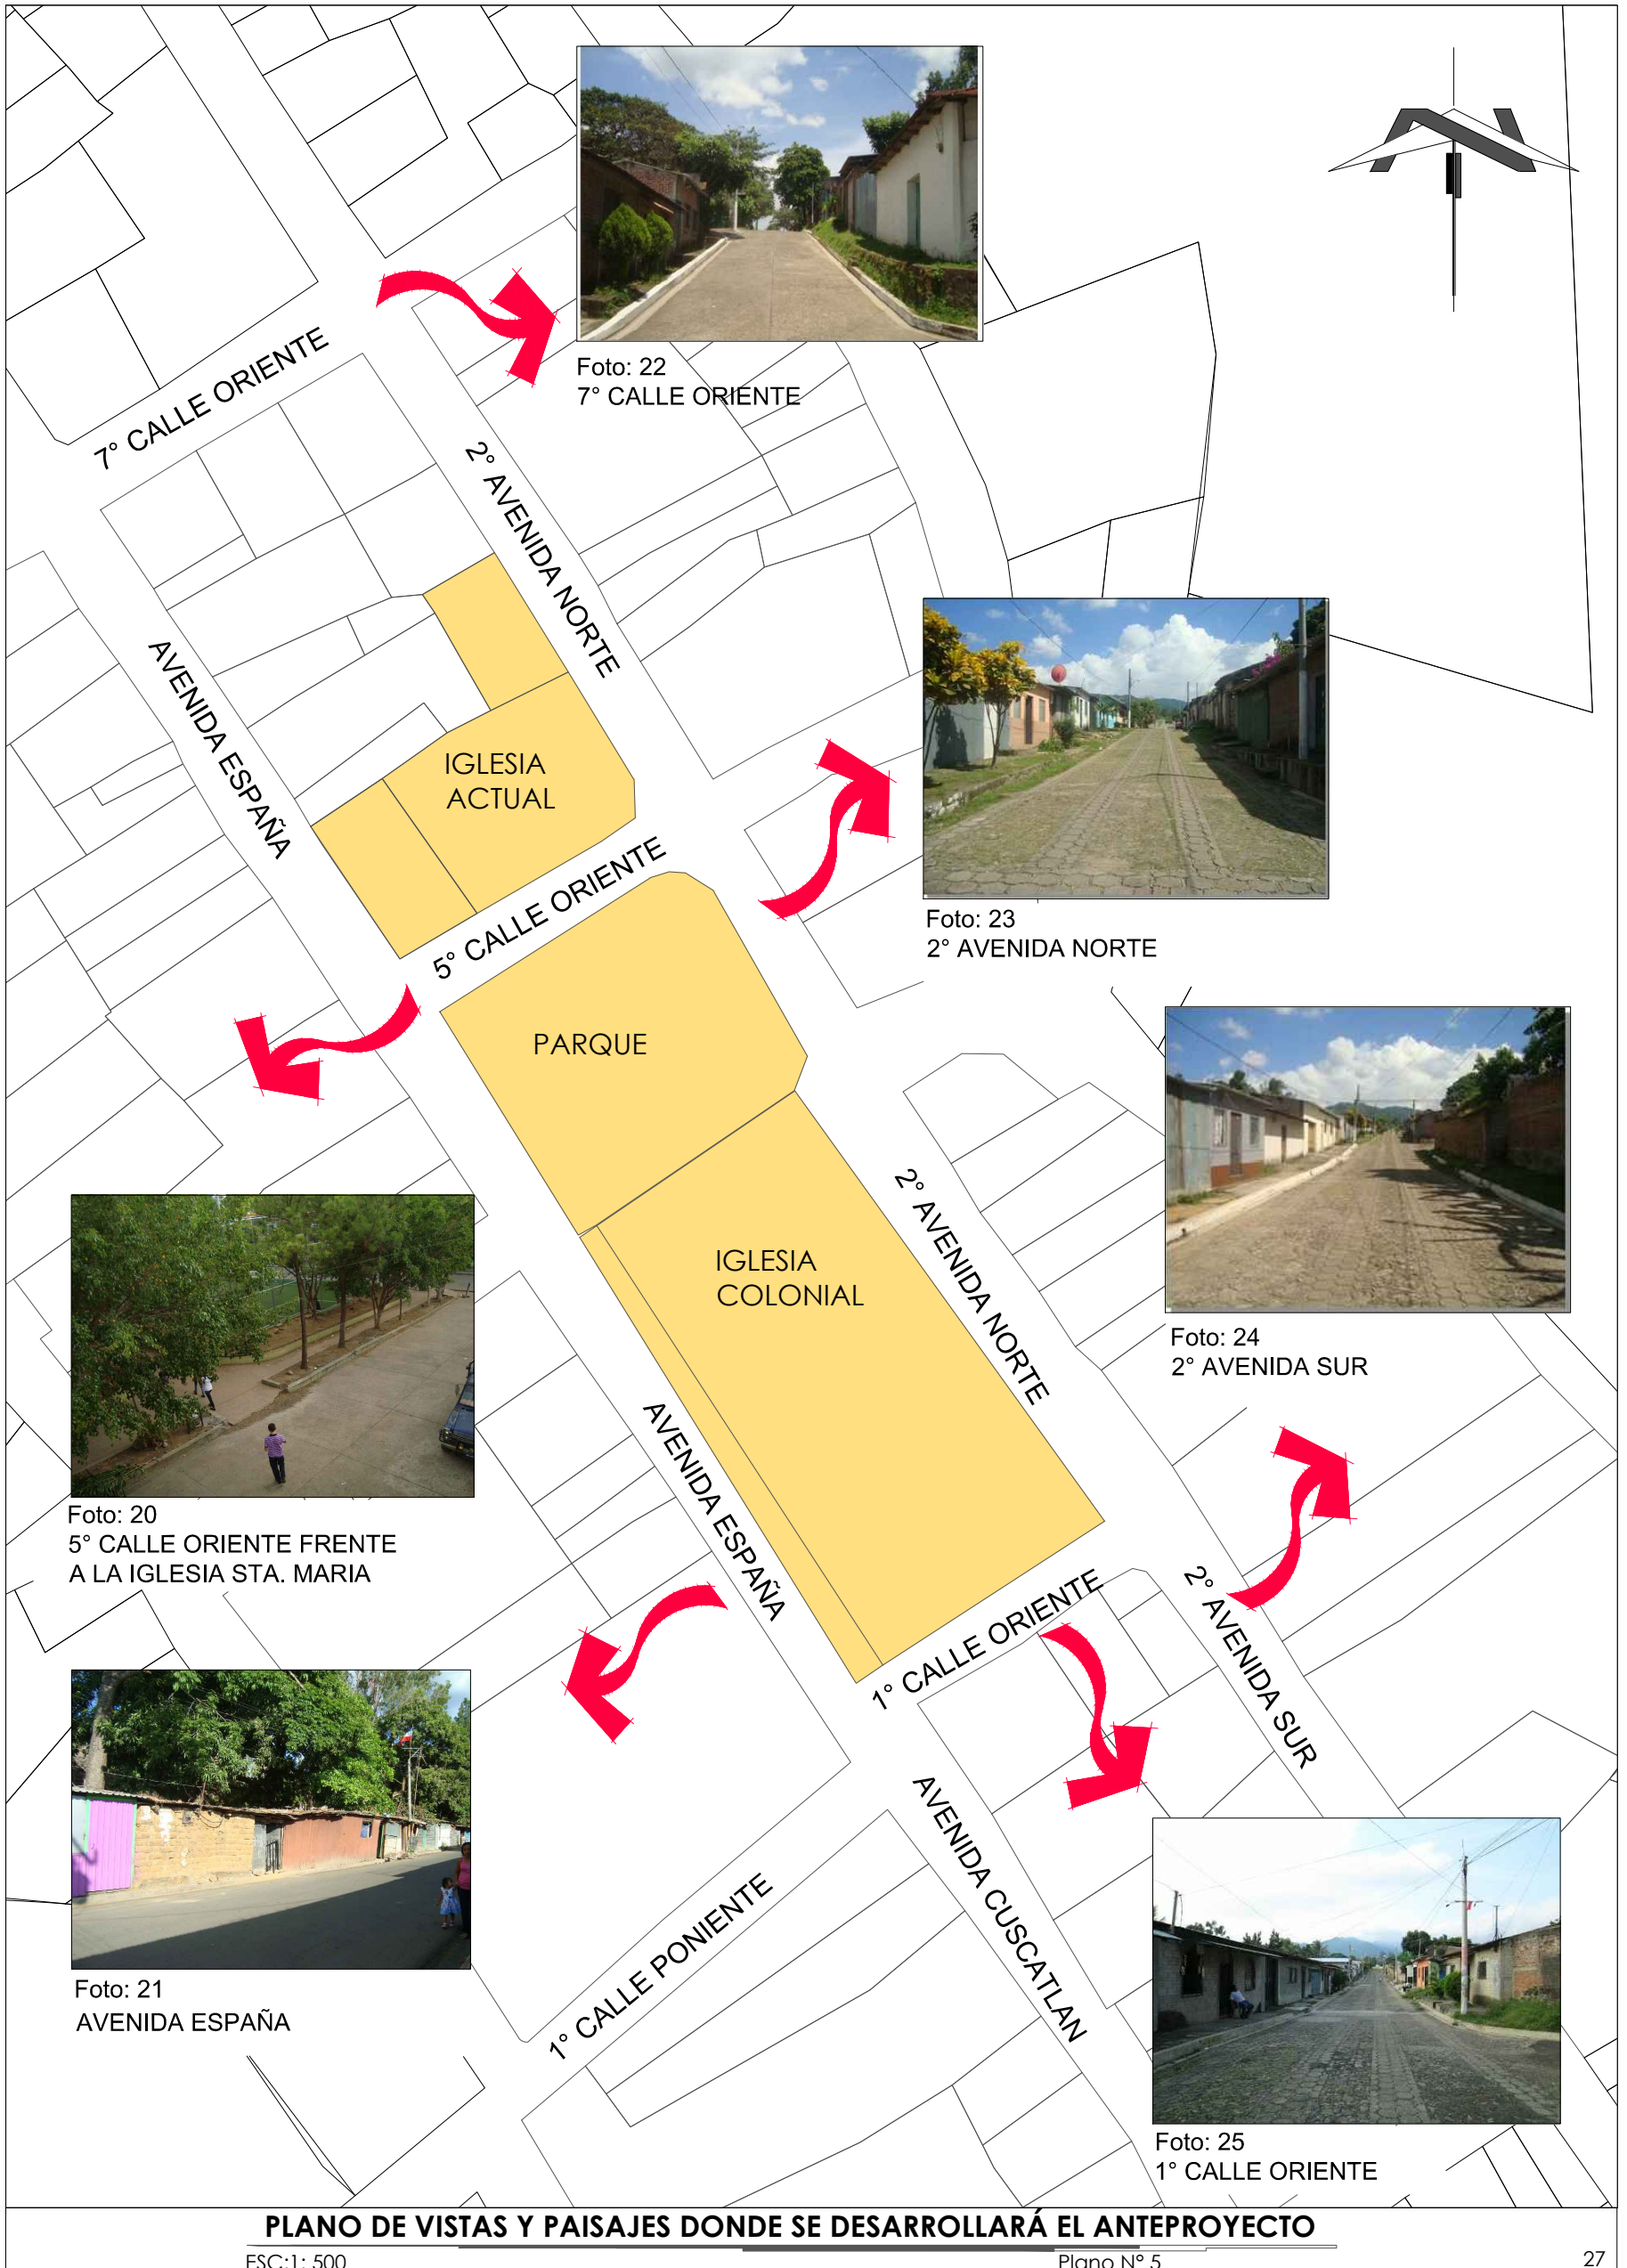 Foto: 22
7° CALLE ORIENTE
7° CALLE ORIENTE
2° AVENIDA NORTE
AVENIDA ESPAÑA
IGLESIA
ACTUAL
5° CALLE ORIENTE
Foto: 23
2° AVENIDA NORTE
PARQUE
2° AVENIDA NORTE
IGLESIA
COLONIAL
Foto: 24
2° AVENIDA SUR
Foto: 20
5° CALLE ORIENTE FRENTE
A LA IGLESIA STA. MARIA
AVENIDA ESPAÑA
1° CALLE ORIENTE
2° AVENIDA SUR
Foto: 21
AVENIDA ESPAÑA
1° CALLE PONIENTE
AVENIDA CUSCATLAN
Foto: 25
1° CALLE ORIENTE
PLANO DE VISTAS Y PAISAJES DONDE SE DESARROLLARÁ EL ANTEPROYECTO
ESC:1: 500
Plano N° 5
27